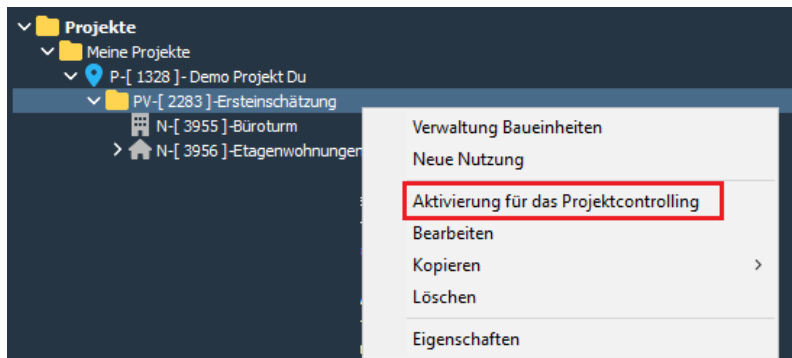 Projekte
Meine Projekte
P-[ 1328 ]- Demo Projekt Du
PV-[ 2283 ]-Ersteinschätzung
N-[ 3955 ]-Büroturm
N-[ 3956 ]-Etagenwohnungen
Verwaltung Baueinheiten
Neue Nutzung
Aktivierung für das Projektcontrolling
Bearbeiten
Kopieren
Löschen
Eigenschaften